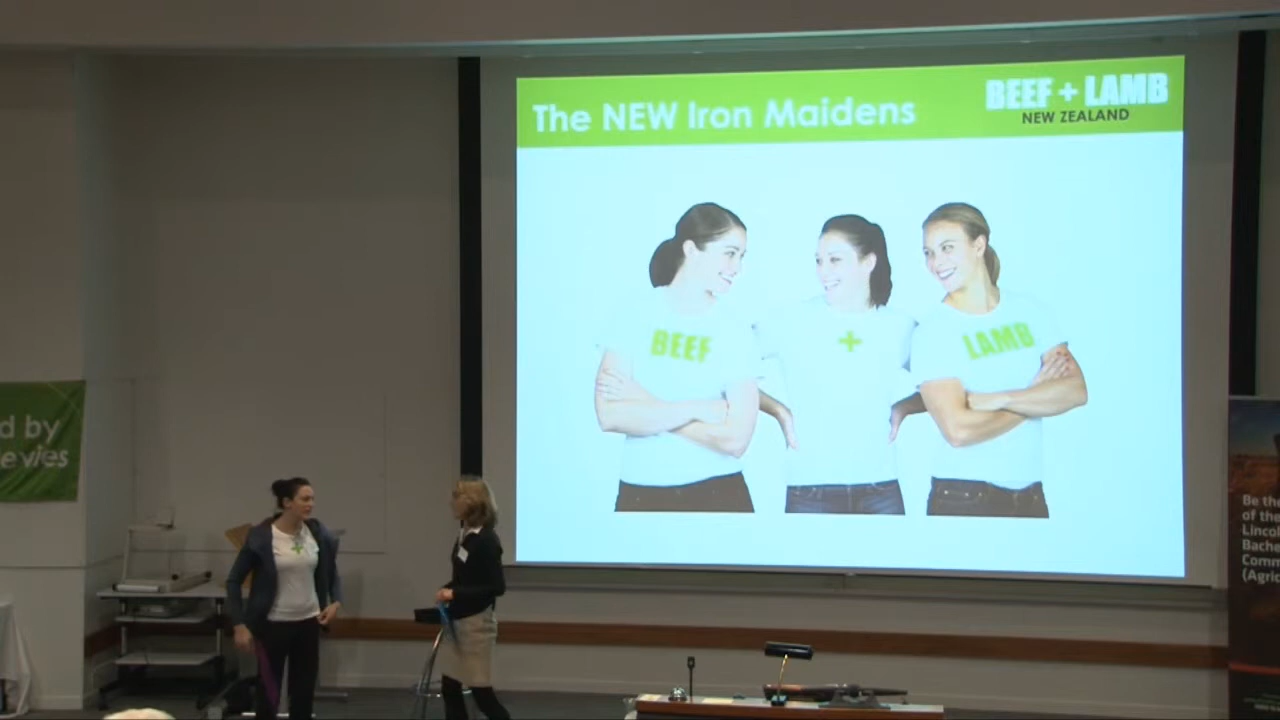 The NEW Iron Maidens
BEEF + LAMB
NEW ZEALAND
BEEF
+
LAMB
d by
evies
Be the
of the
Lincol
Bache
Comm
(Agric